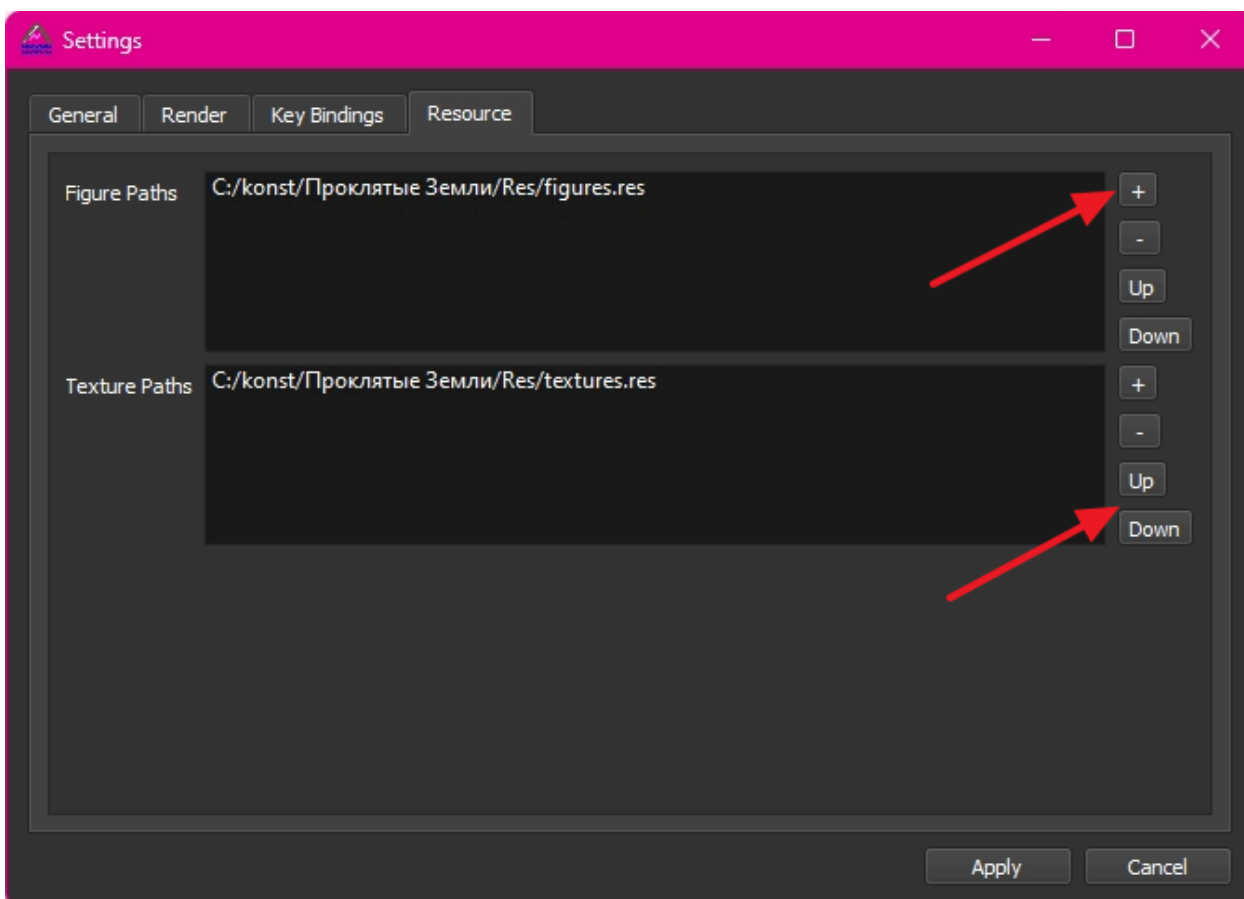 Settings
General Render Key Bindings Resource
Figure Paths C:/konst/Проклятые Земли/Res/figures.res +
-
Up
Down
Texture Paths C:/konst/Проклятые Земли/Res/textures.res +
-
Up
Down
Apply Cancel